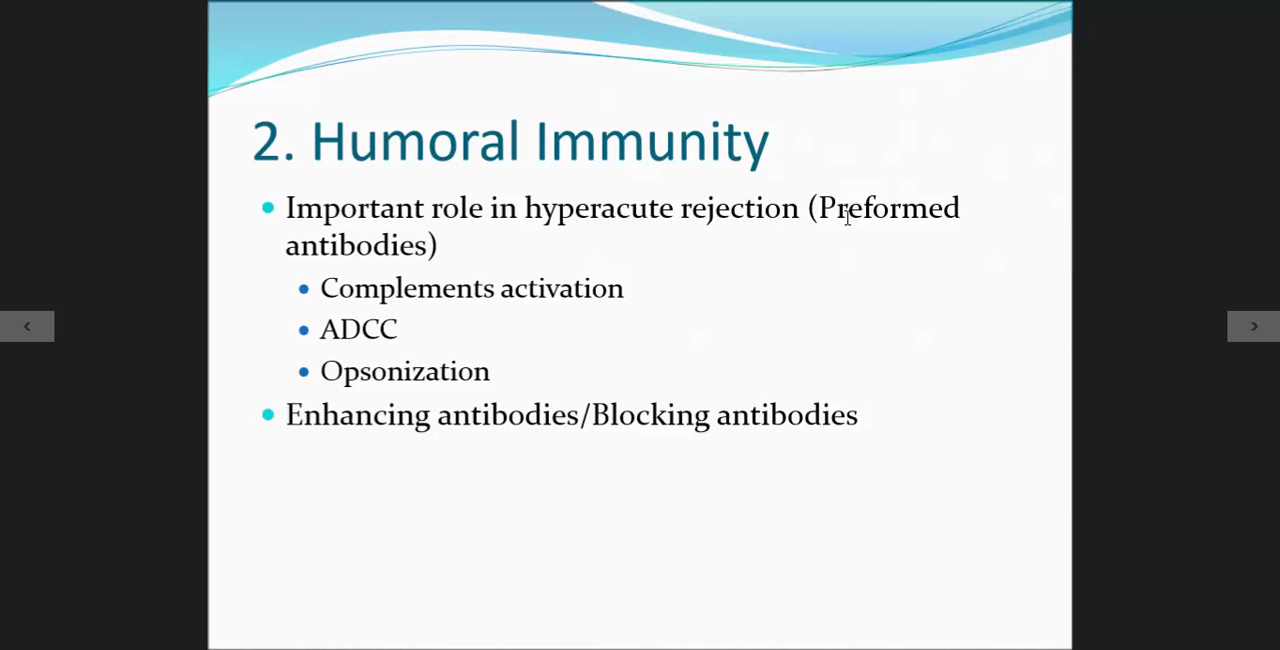 2. Humoral Immunity
• Important role in hyperacute rejection (Preformed
antibodies)
• Complements activation
• ADCC
• Opsonization
• Enhancing antibodies/Blocking antibodies